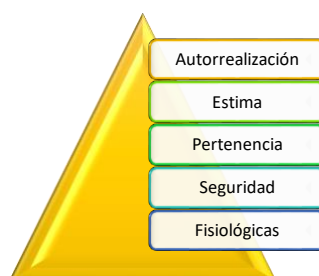 Autorrealización
Estima
Pertenencia
Seguridad
Fisiológicas